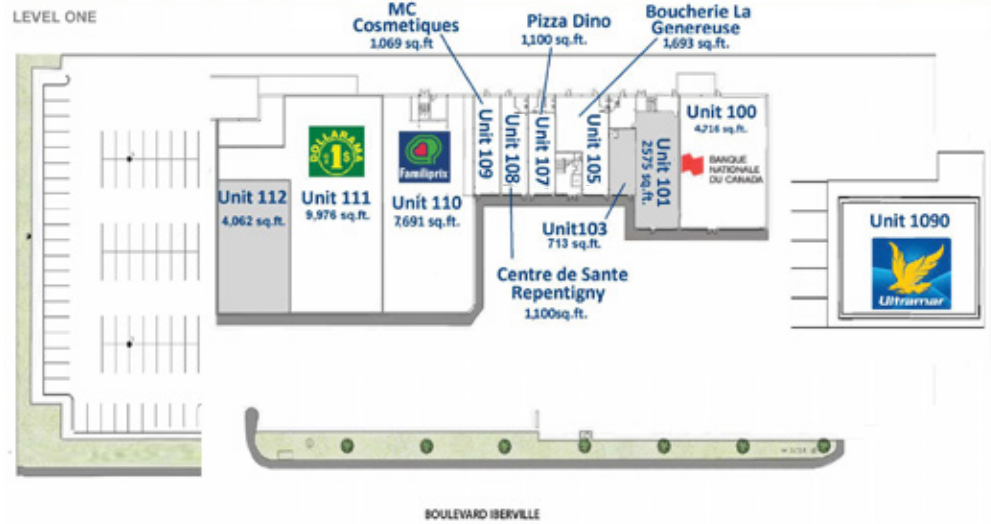 LEVEL ONE
MC
Cosmetiques
1,069 sq.ft
Pizza Dino
1,100 sq.ft.
Boucherie La
Genereuse
1,693 sq.ft.
Unit 112
4,062 sq.ft.
DOLLARAMA
1$
Unit 111
9,976 sq.ft.
Familiprix
Unit 110
7,691 sq.ft.
Unit 109
Unit 108
Unit 107
Unit 105
Unit103
713 sq.ft.
Unit 101
2575 sq.ft.
Unit 100
4,716 sq.ft.
BANQUE
NATIONALE
DU CANADA
Centre de Sante
Repentigny
1,100sq.ft.
Unit 1090
Ultramar
BOULEVARD IBERVILLE